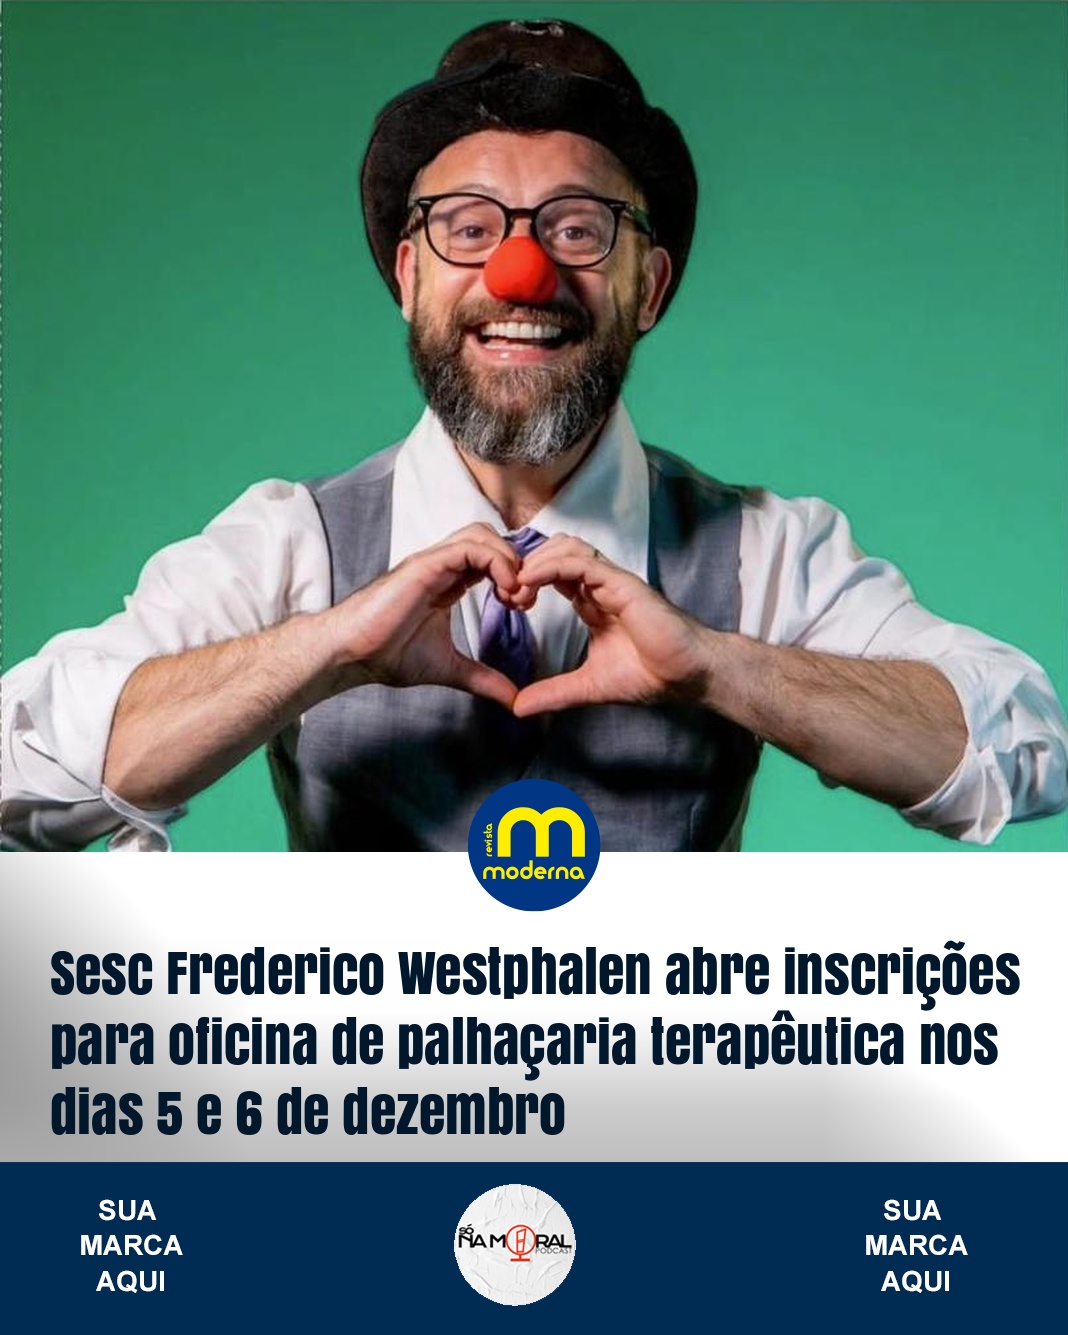 revista
m
moderna
Sesc Frederico Westphalen abre inscrições
para oficina de palhaçaria terapêutica nos
dias 5 e 6 de dezembro
SUA
MARCA
AQUI
SÓ
NA MORAL
PODCAST
SUA
MARCA
AQUI